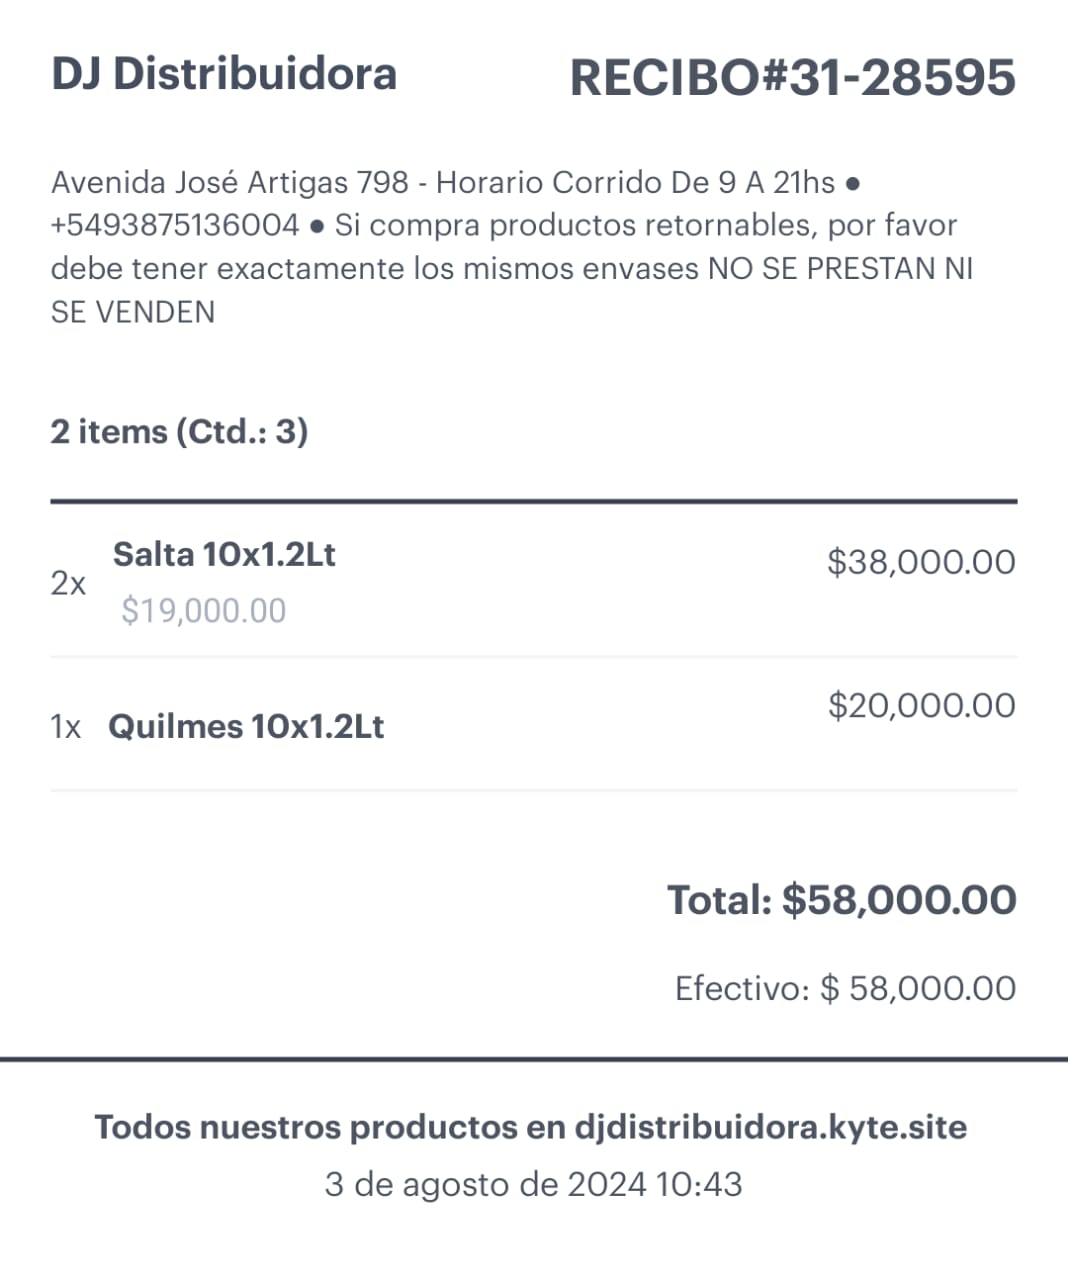 DJ Distribuidora
RECIBO#31-28595
Avenida José Artigas 798 - Horario Corrido De 9 A 21hs ●
+5493875136004 ● Si compra productos retornables, por favor
debe tener exactamente los mismos envases NO SE PRESTAN NI
SE VENDEN
2 items (Ctd.: 3)
2x Salta 10x1.2Lt $38,000.00
$19,000.00
1x Quilmes 10x1.2Lt $20,000.00
Total: $58,000.00
Efectivo: $ 58,000.00
Todos nuestros productos en djdistribuidora.kyte.site
3 de agosto de 2024 10:43